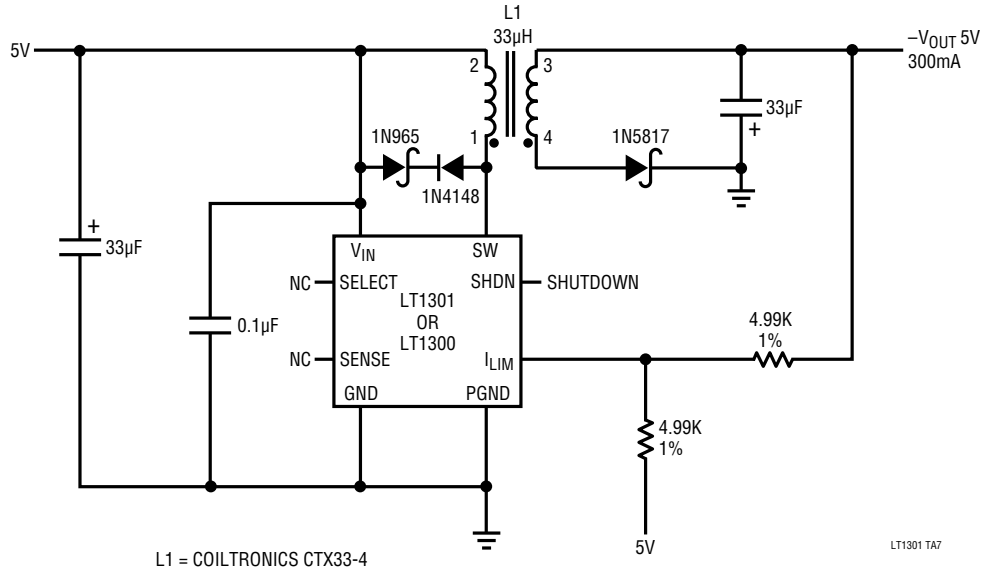 L1
33µH
5V
2
3
–VOUT 5V
300mA
33µF
+
1N965
1
4
1N5817
1N4148
+
33µF
VIN
SW
NC
SELECT
SHDN
SHUTDOWN
LT1301
OR
LT1300
0.1µF
4.99K
1%
NC
SENSE
ILIM
GND
PGND
4.99K
1%
5V
L1 = COILTRONICS CTX33-4
LT1301 TA7